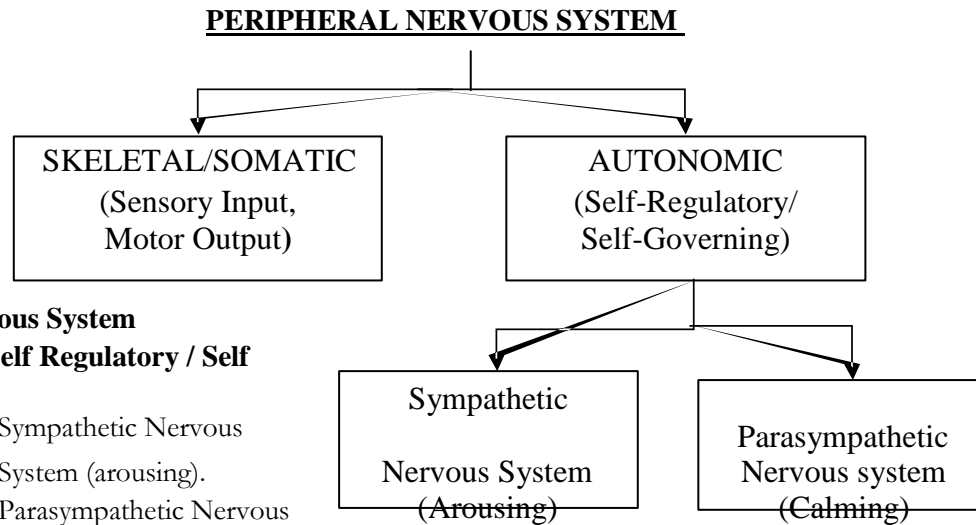 PERIPHERAL NERVOUS SYSTEM
SKELETAL/SOMATIC
(Sensory Input,
Motor Output)
AUTONOMIC
(Self-Regulatory/
Self-Governing)
ous System
elf Regulatory / Self
Sympathetic Nervous
System (arousing).
Parasympathetic Nervous
Sympathetic
Nervous System
(Arousing)
Parasympathetic
Nervous system
(Calming)